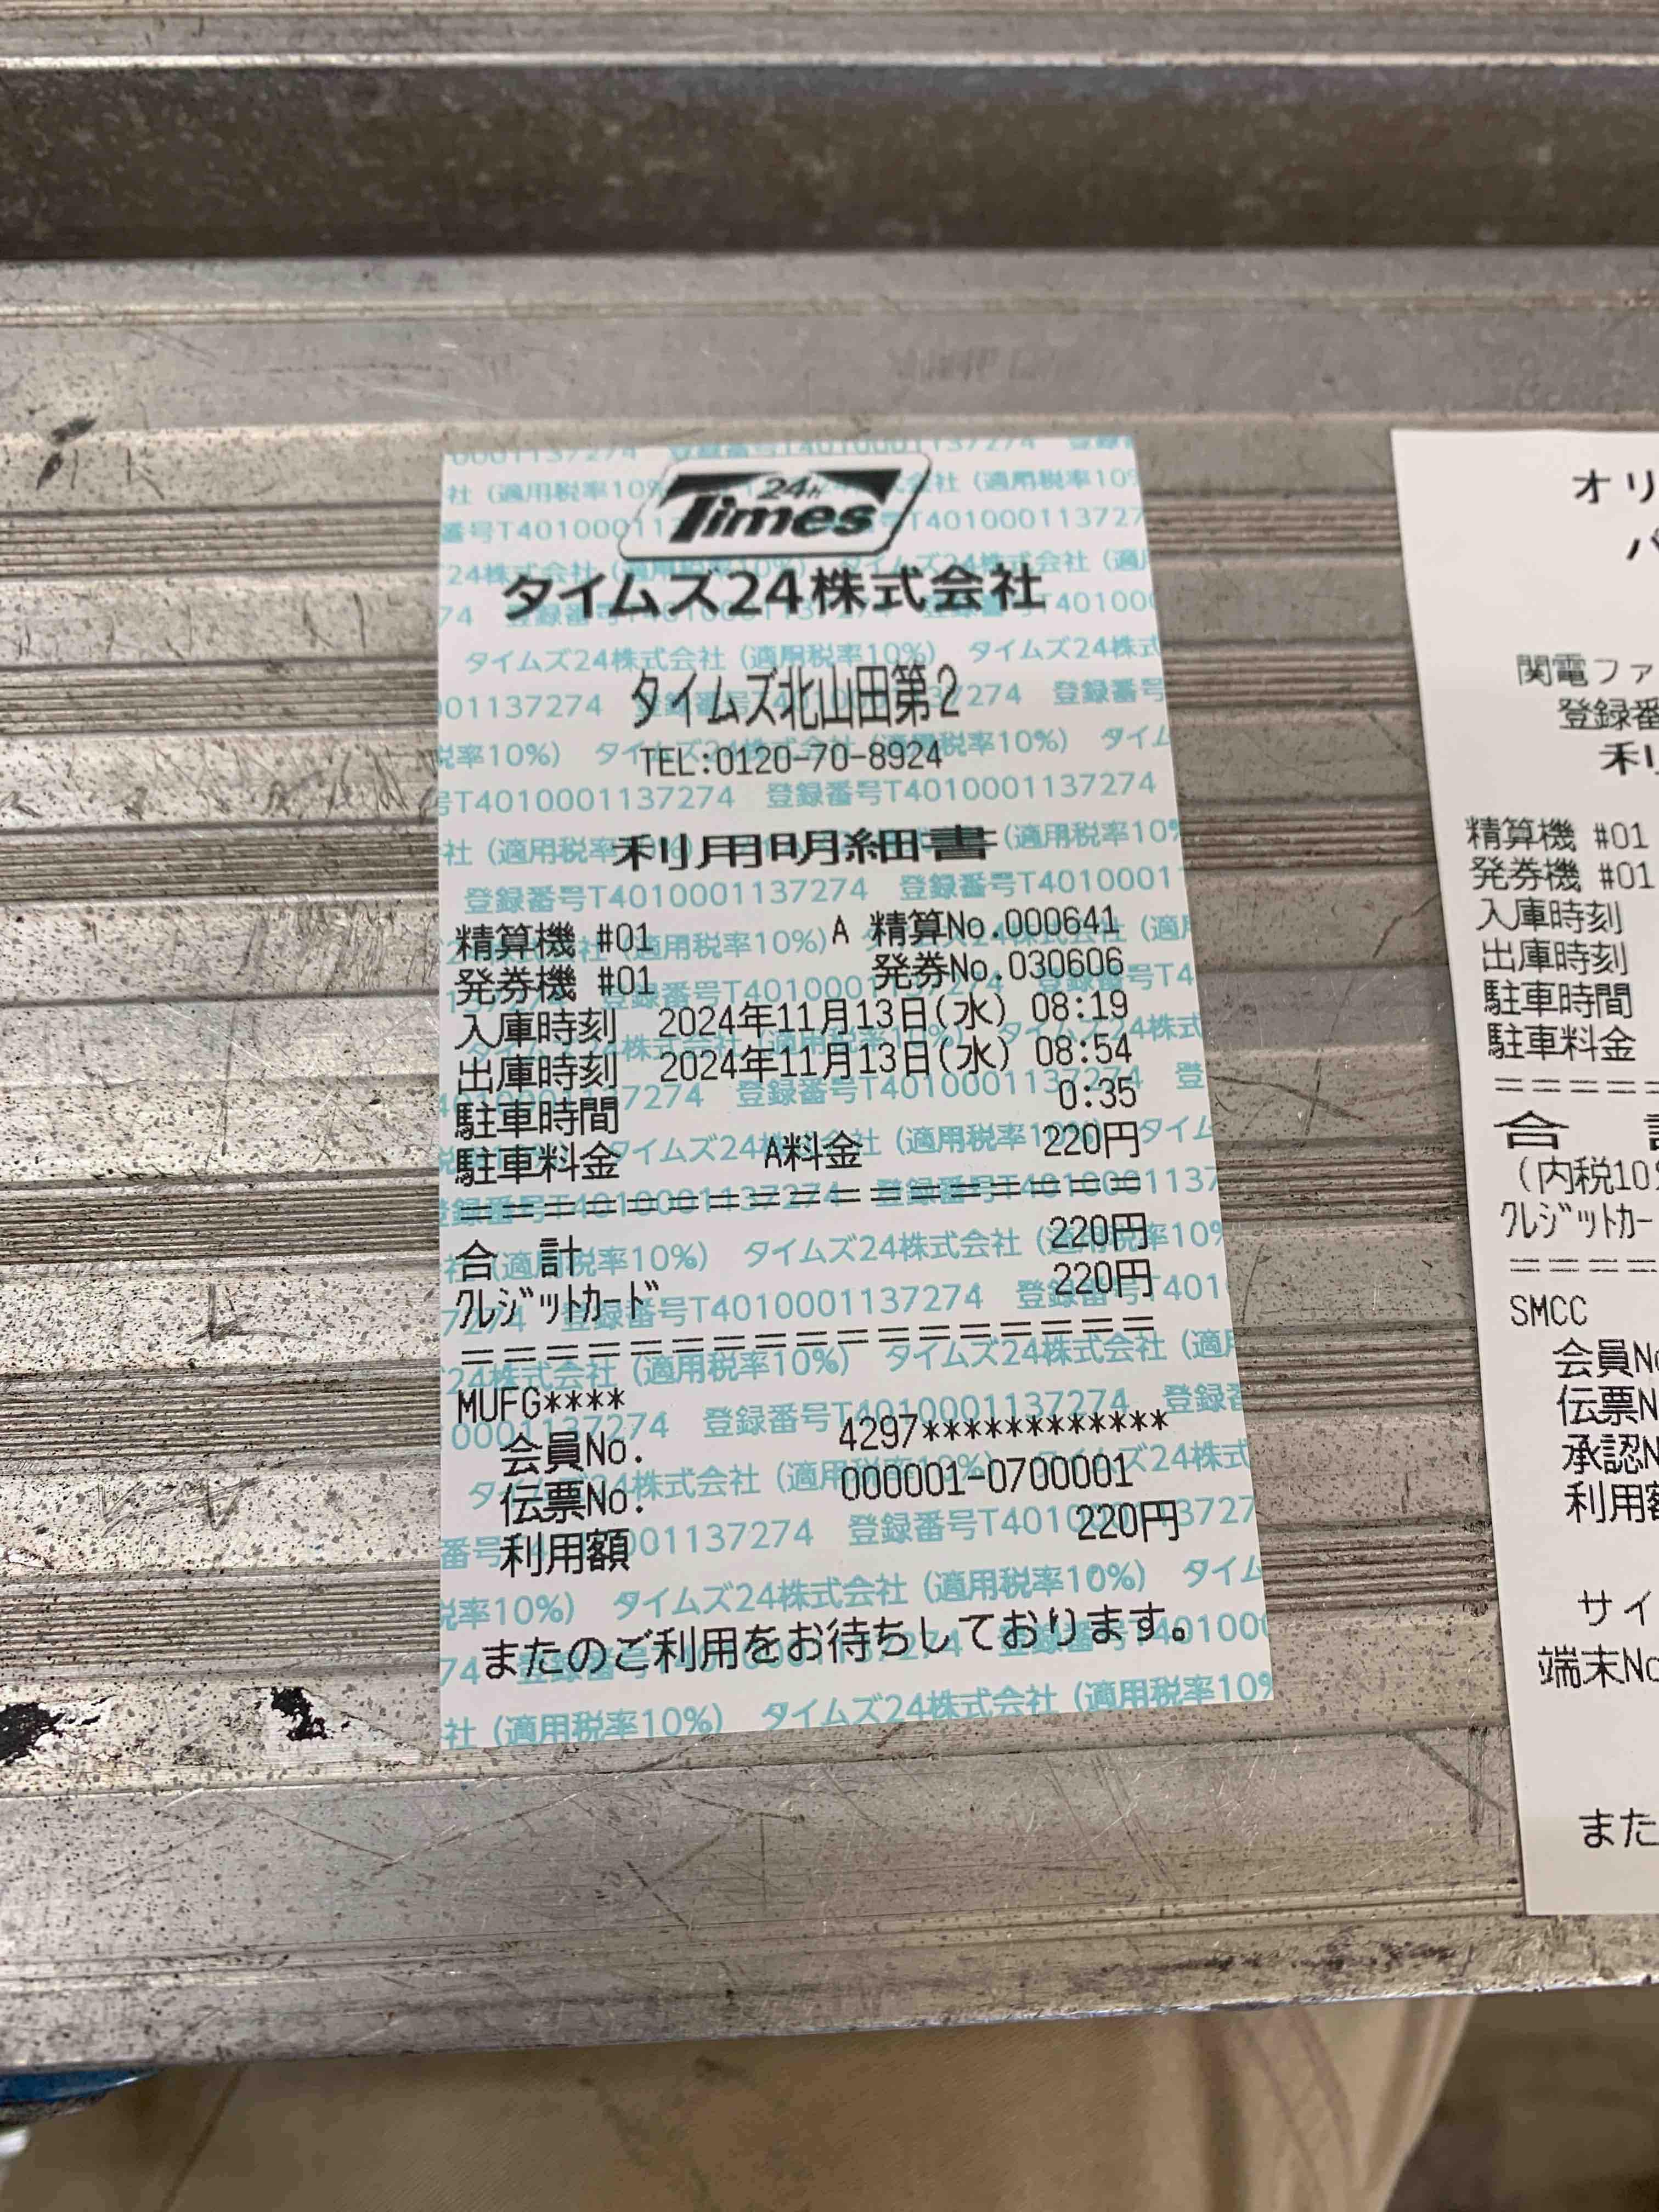 24h
Times
タイムズ24株式会社
タイムズ北山田第2
TEL:0120-70-8924
利用明細書
精算機 #01 A 精算No.000641
発券機 #01 発券No.030606
入庫時刻 2024年11月13日(水) 08:19
出庫時刻 2024年11月13日(水) 08:54
駐車時間 0:35
駐車料金 A料金 220円
==================
合 計 220円
クレジットカード 220円
==================
MUFG****
会員No. 4297************
伝票No. 000001-0700001
利用額 220円
またのご利用をお待ちしております。
タイムズ24株式会社 (適用税率10%)
登録番号T4010001137274
オリ
関電ファ
登録番
利
精算機 #01
発券機 #01
入庫時刻
出庫時刻
駐車時間
駐車料金
=====
合
(内税10%
クレジットカー
=====
SMCC
会員No
伝票N
承認N
利用額
サイ
端末No
また